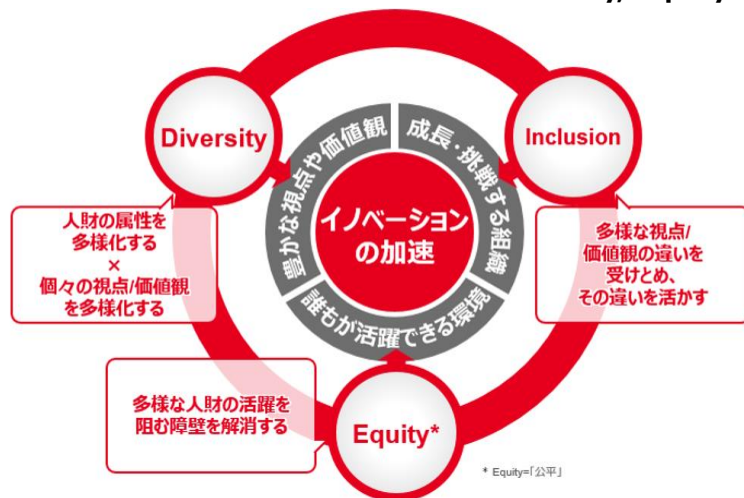 Diversity
Inclusion
豊かな視点や価値観
成長・挑戦する組織
イノベーション
の加速
誰もが活躍できる環境
人財の属性を
多様化する
×
個々の視点/価値観
を多様化する
多様な視点/
価値観の違いを
受けとめ、
その違いを活かす
多様な人財の活躍を
阻む障壁を解消する
Equity*
* Equity=「公平」